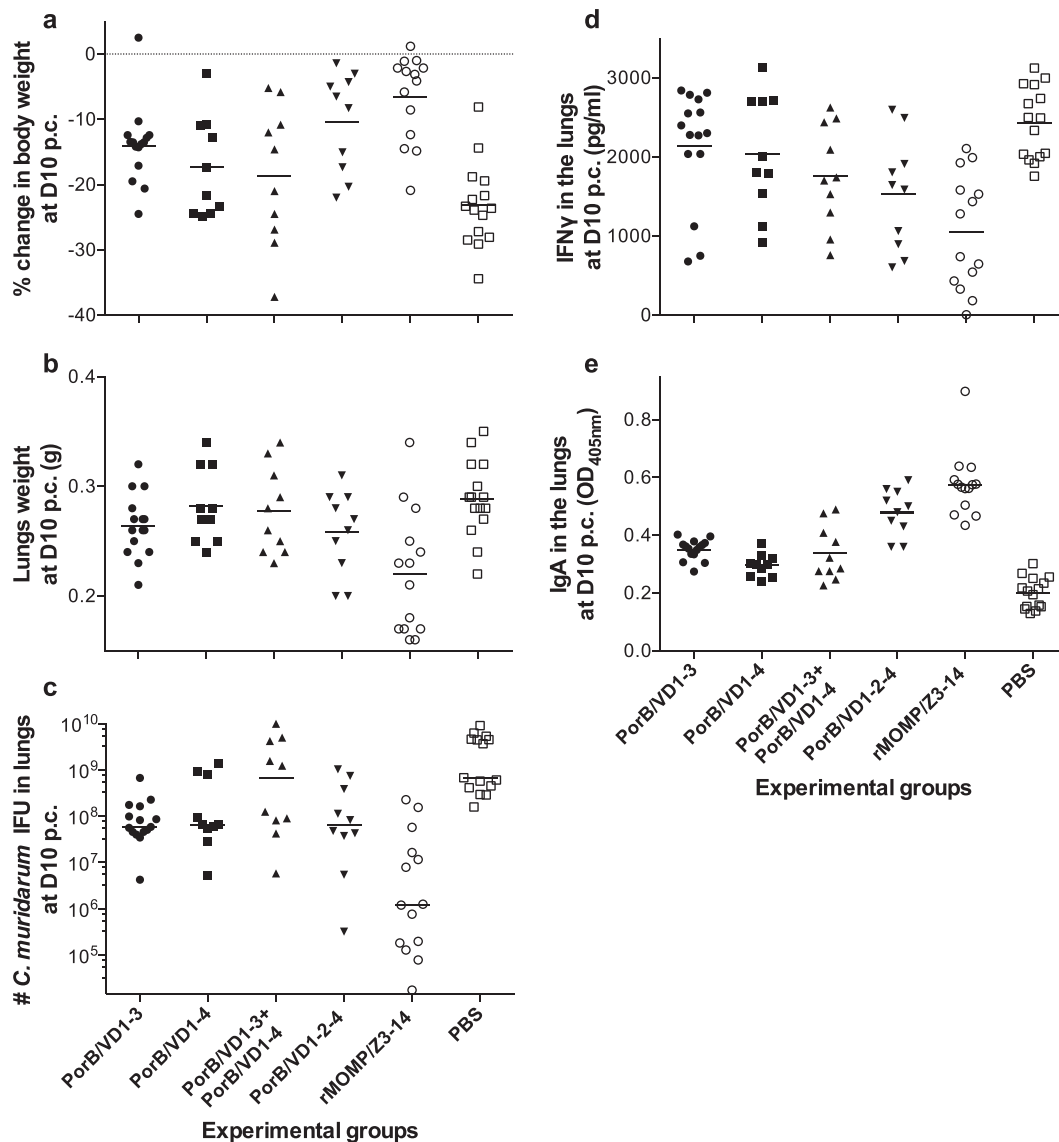 a
% change in body weight
at D10 p.c.
0
-10
-20
-30
-40
b
Lungs weight
at D10 p.c. (g)
0.4
0.3
0.2
c
# C. muridarum IFU in lungs
at D10 p.c.
10^10
10^9
10^8
10^7
10^6
10^5
PorB/VD1-3
PorB/VD1-4
PorB/VD1-3+
PorB/VD1-4
PorB/VD1-2-4
rMOMP/Z3-14
PBS
Experimental groups
d
IFNγ in the lungs
at D10 p.c. (pg/ml)
3000
2000
1000
0
e
IgA in the lungs
at D10 p.c. (OD405nm)
0.8
0.6
0.4
0.2
0.0
PorB/VD1-3
PorB/VD1-4
PorB/VD1-3+
PorB/VD1-4
PorB/VD1-2-4
rMOMP/Z3-14
PBS
Experimental groups